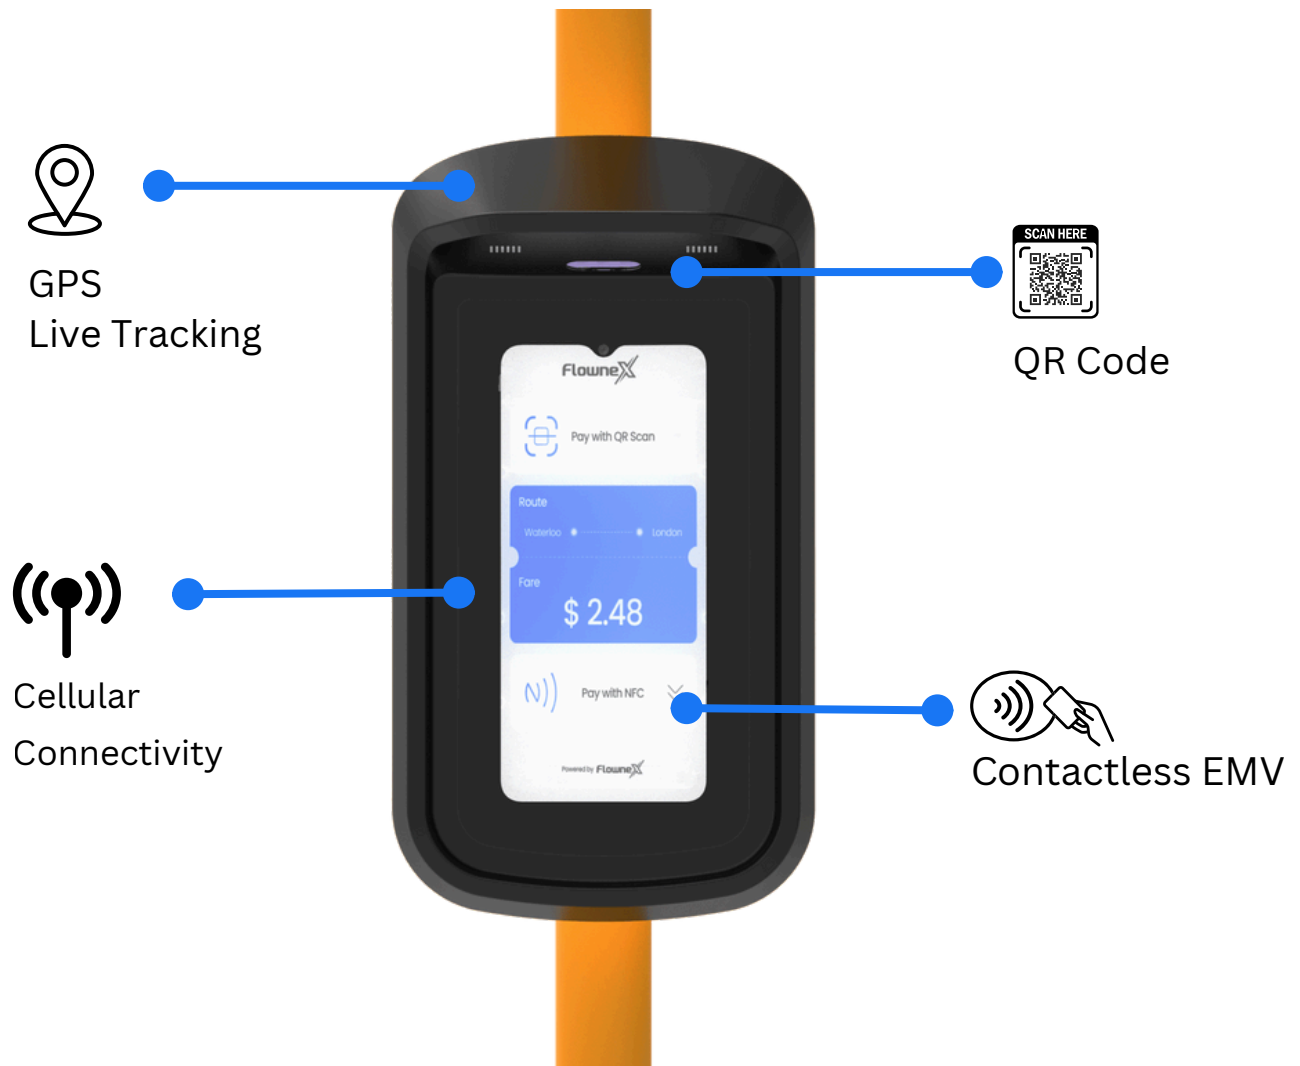 GPS
Live Tracking
SCAN HERE
QR Code
FlowneX
Pay with QR Scan
Route
Waterloo London
Fare
$ 2.48
Pay with NFC
Powered by FlowneX
Cellular
Connectivity
Contactless EMV